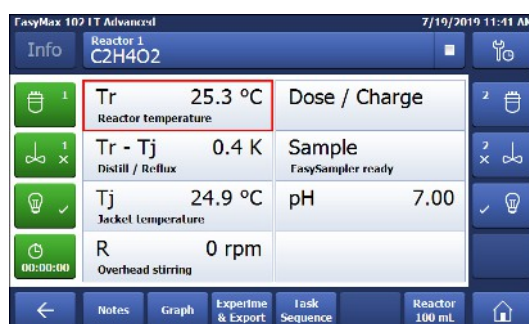 EasyMax 102 LT Advanced 7/19/2019 11:41 AM
Info
Reactor 1
C2H4O2
1
Tr 25.3 °C
Reactor temperature
Dose / Charge
2
1
Tr - Tj 0.4 K
Distill / Reflux
Sample
EasySampler ready
2
Tj 24.9 °C
Jacket temperature
pH 7.00
00:00:00
R 0 rpm
Overhead stirring
Notes
Graph
Experime
& Export
Task
Sequence
Reactor
100 mL